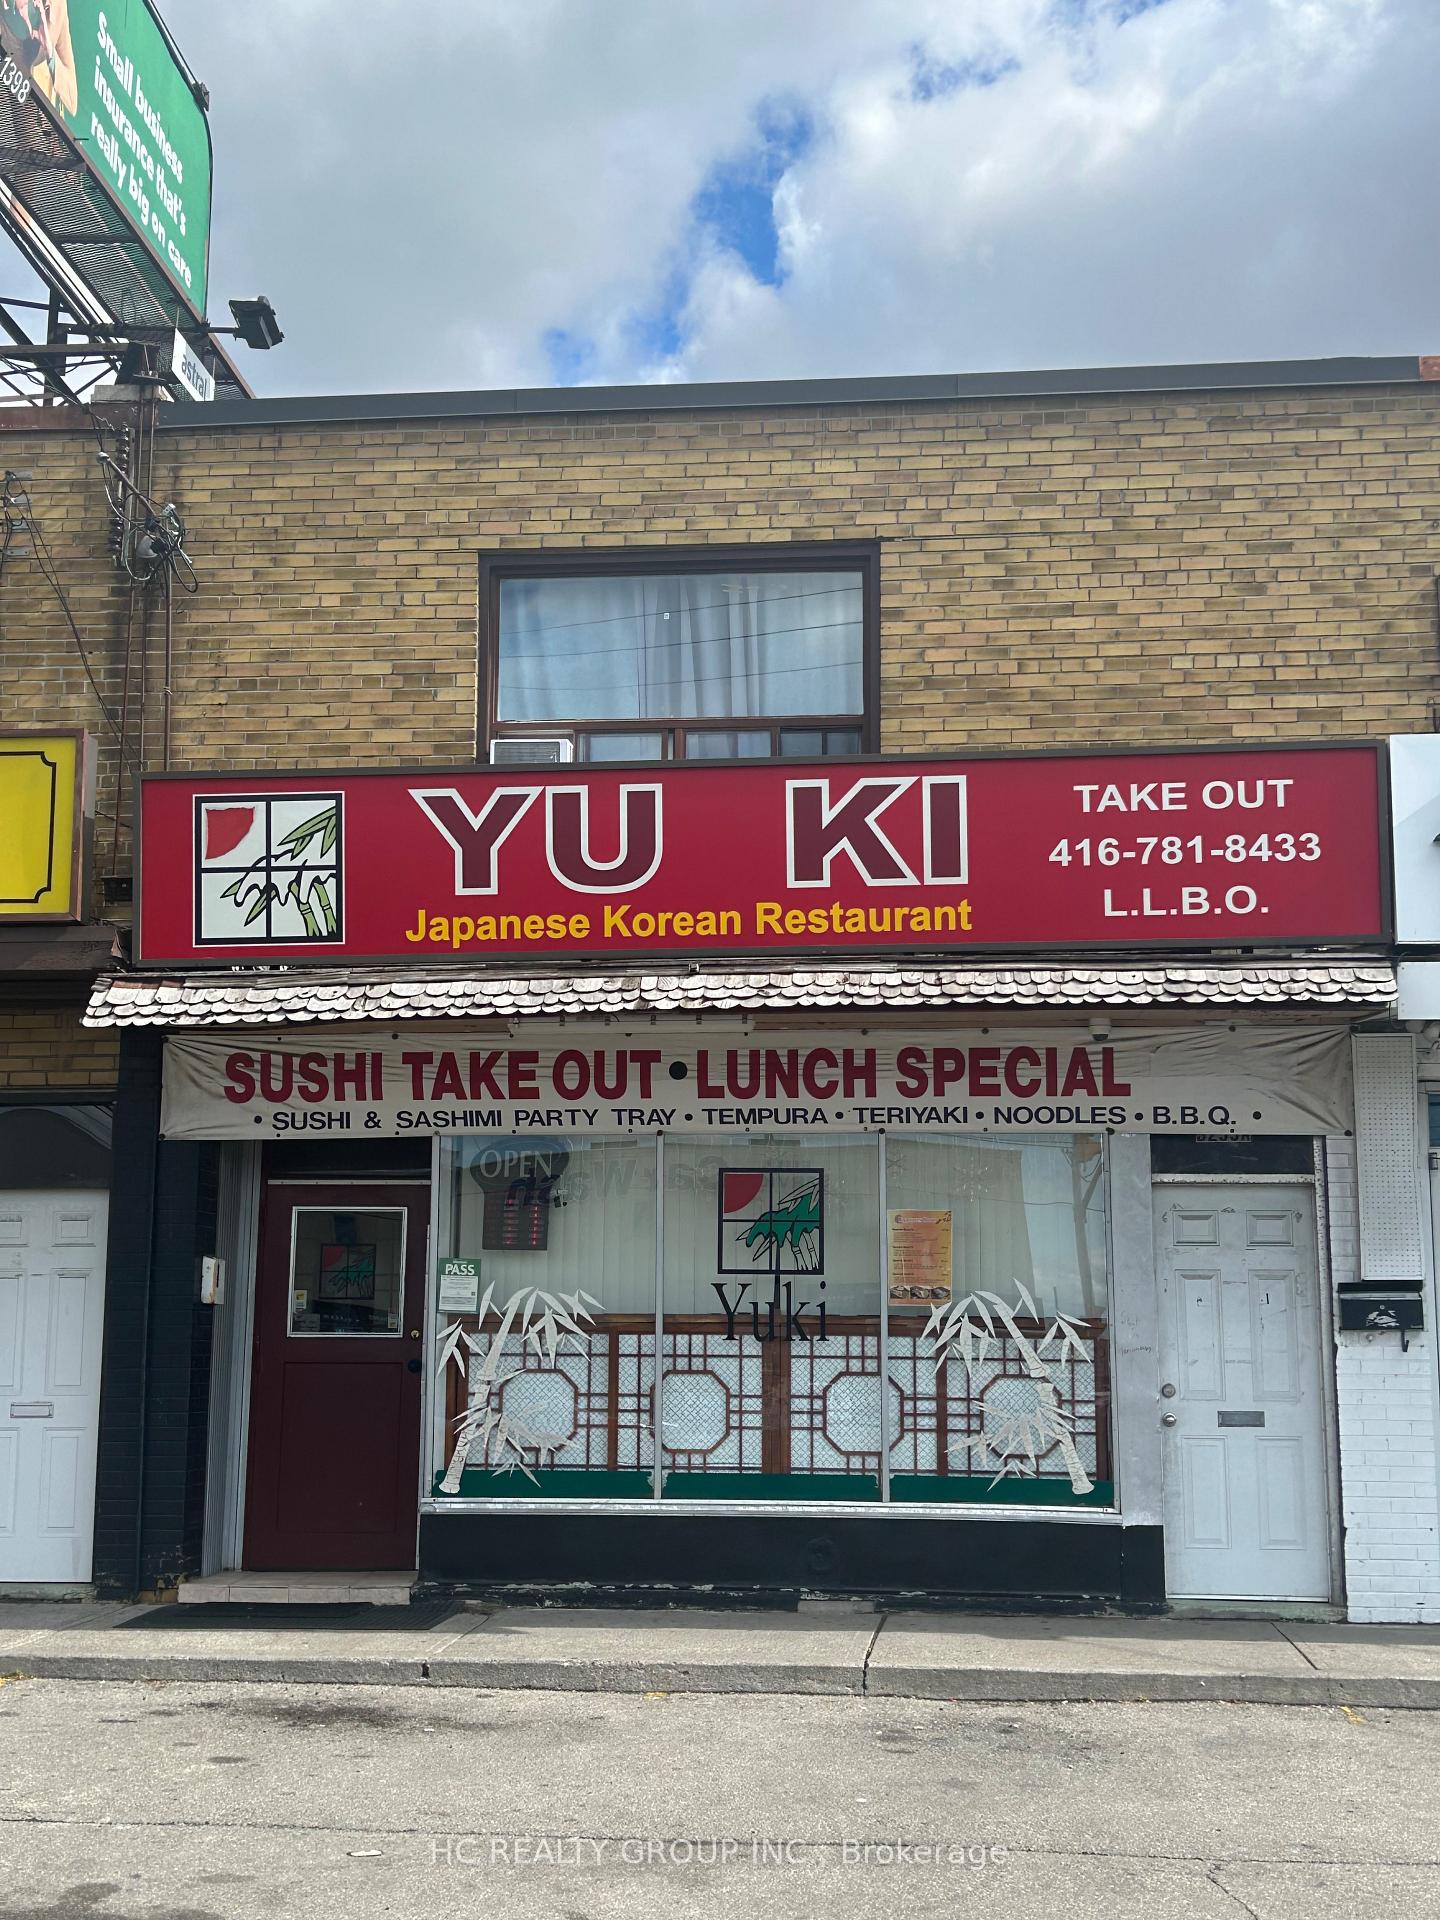 1398
Small business
insurance that's
really big on care
astral
YU KI
Japanese Korean Restaurant
TAKE OUT
416-781-8433
L.L.B.O.
SUSHI TAKE OUT • LUNCH SPECIAL
• SUSHI & SASHIMI PARTY TRAY • TEMPURA • TERIYAKI • NOODLES • B.B.Q. •
OPEN
PASS
Yuki
HC REALTY GROUP INC., Brokerage